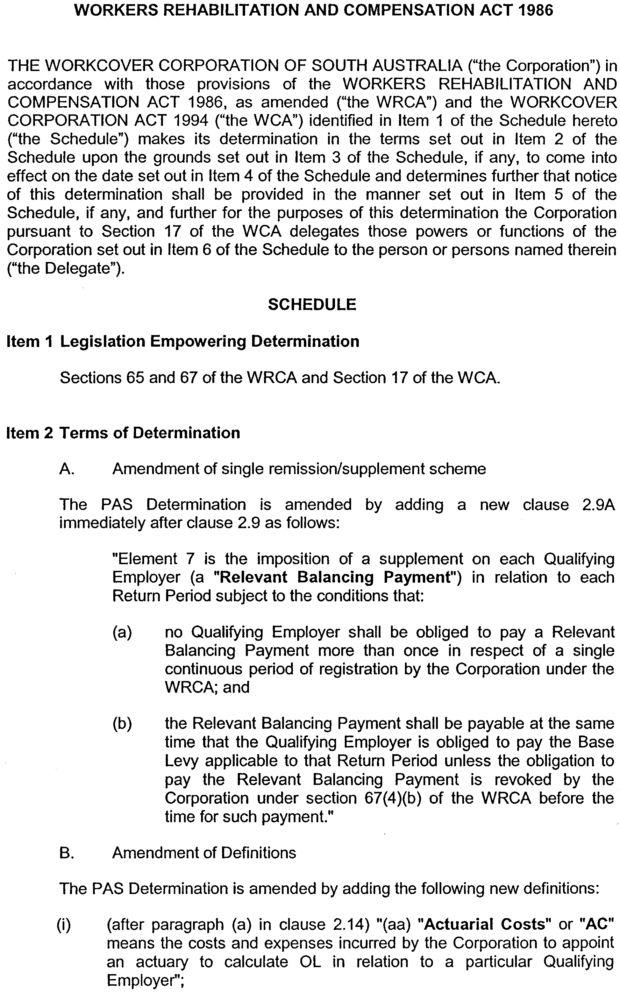 WORKERS REHABILITATION AND COMPENSATION ACT 1986
THE WORKCOVER CORPORATION OF SOUTH AUSTRALIA (“the Corporation”) in
accordance with those provisions of the WORKERS REHABILITATION AND
COMPENSATION ACT 1986, as amended (“the WRCA”) and the WORKCOVER
CORPORATION ACT 1994 (“the WCA”) identified in Item 1 of the Schedule hereto
(“the Schedule”) makes its determination in the terms set out in Item 2 of the
Schedule upon the grounds set out in Item 3 of the Schedule, if any, to come into
effect on the date set out in Item 4 of the Schedule and determines further that notice
of this determination shall be provided in the manner set out in Item 5 of the
Schedule, if any, and further for the purposes of this determination the Corporation
pursuant to Section 17 of the WCA delegates those powers or functions of the
Corporation set out in Item 6 of the Schedule to the person or persons named therein
(“the Delegate”).
SCHEDULE
Item 1 Legislation Empowering Determination
Sections 65 and 67 of the WRCA and Section 17 of the WCA.
Item 2 Terms of Determination
A. Amendment of single remission/supplement scheme
The PAS Determination is amended by adding a new clause 2.9A
immediately after clause 2.9 as follows:
"Element 7 is the imposition of a supplement on each Qualifying
Employer (a "Relevant Balancing Payment") in relation to each
Return Period subject to the conditions that:
(a) no Qualifying Employer shall be obliged to pay a Relevant
Balancing Payment more than once in respect of a single
continuous period of registration by the Corporation under the
WRCA; and
(b) the Relevant Balancing Payment shall be payable at the same
time that the Qualifying Employer is obliged to pay the Base
Levy applicable to that Return Period unless the obligation to
pay the Relevant Balancing Payment is revoked by the
Corporation under section 67(4)(b) of the WRCA before the
time for such payment."
B. Amendment of Definitions
The PAS Determination is amended by adding the following new definitions:
(i) (after paragraph (a) in clause 2.14) "(aa) "Actuarial Costs" or "AC"
means the costs and expenses incurred by the Corporation to appoint
an actuary to calculate OL in relation to a particular Qualifying
Employer";